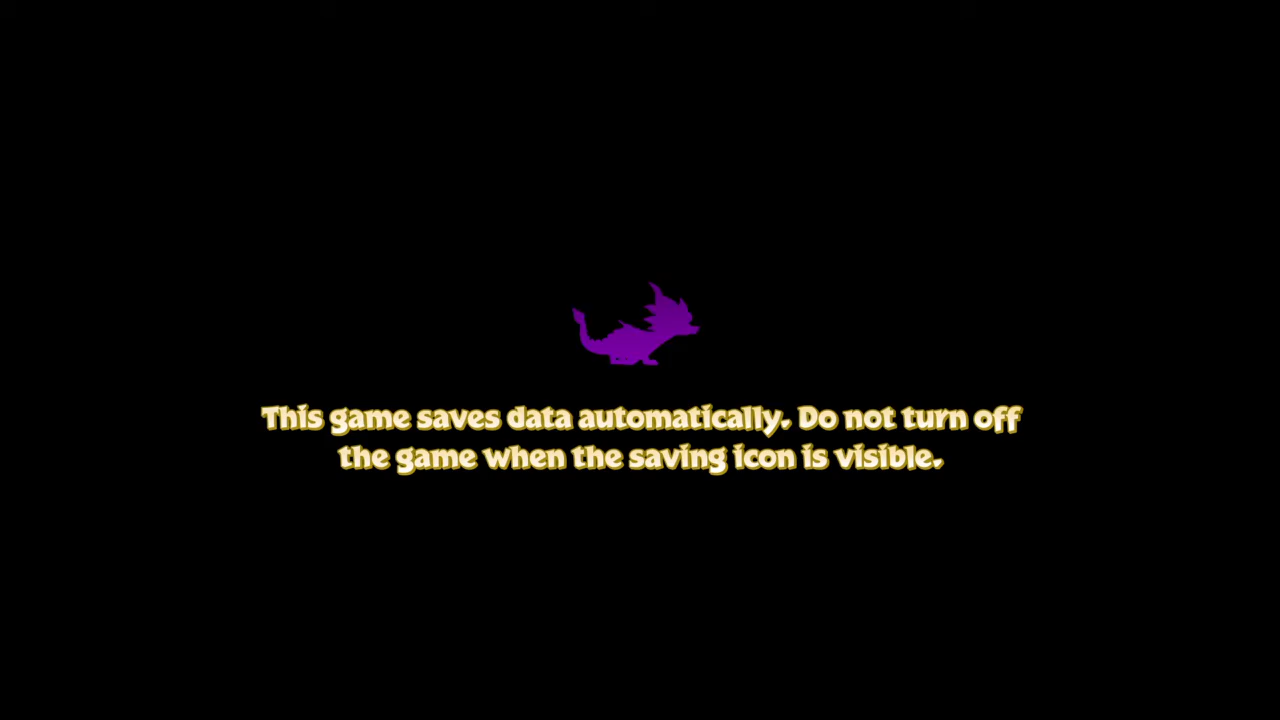 This game saves data automatically. Do not turn off
the game when the saving icon is visible.